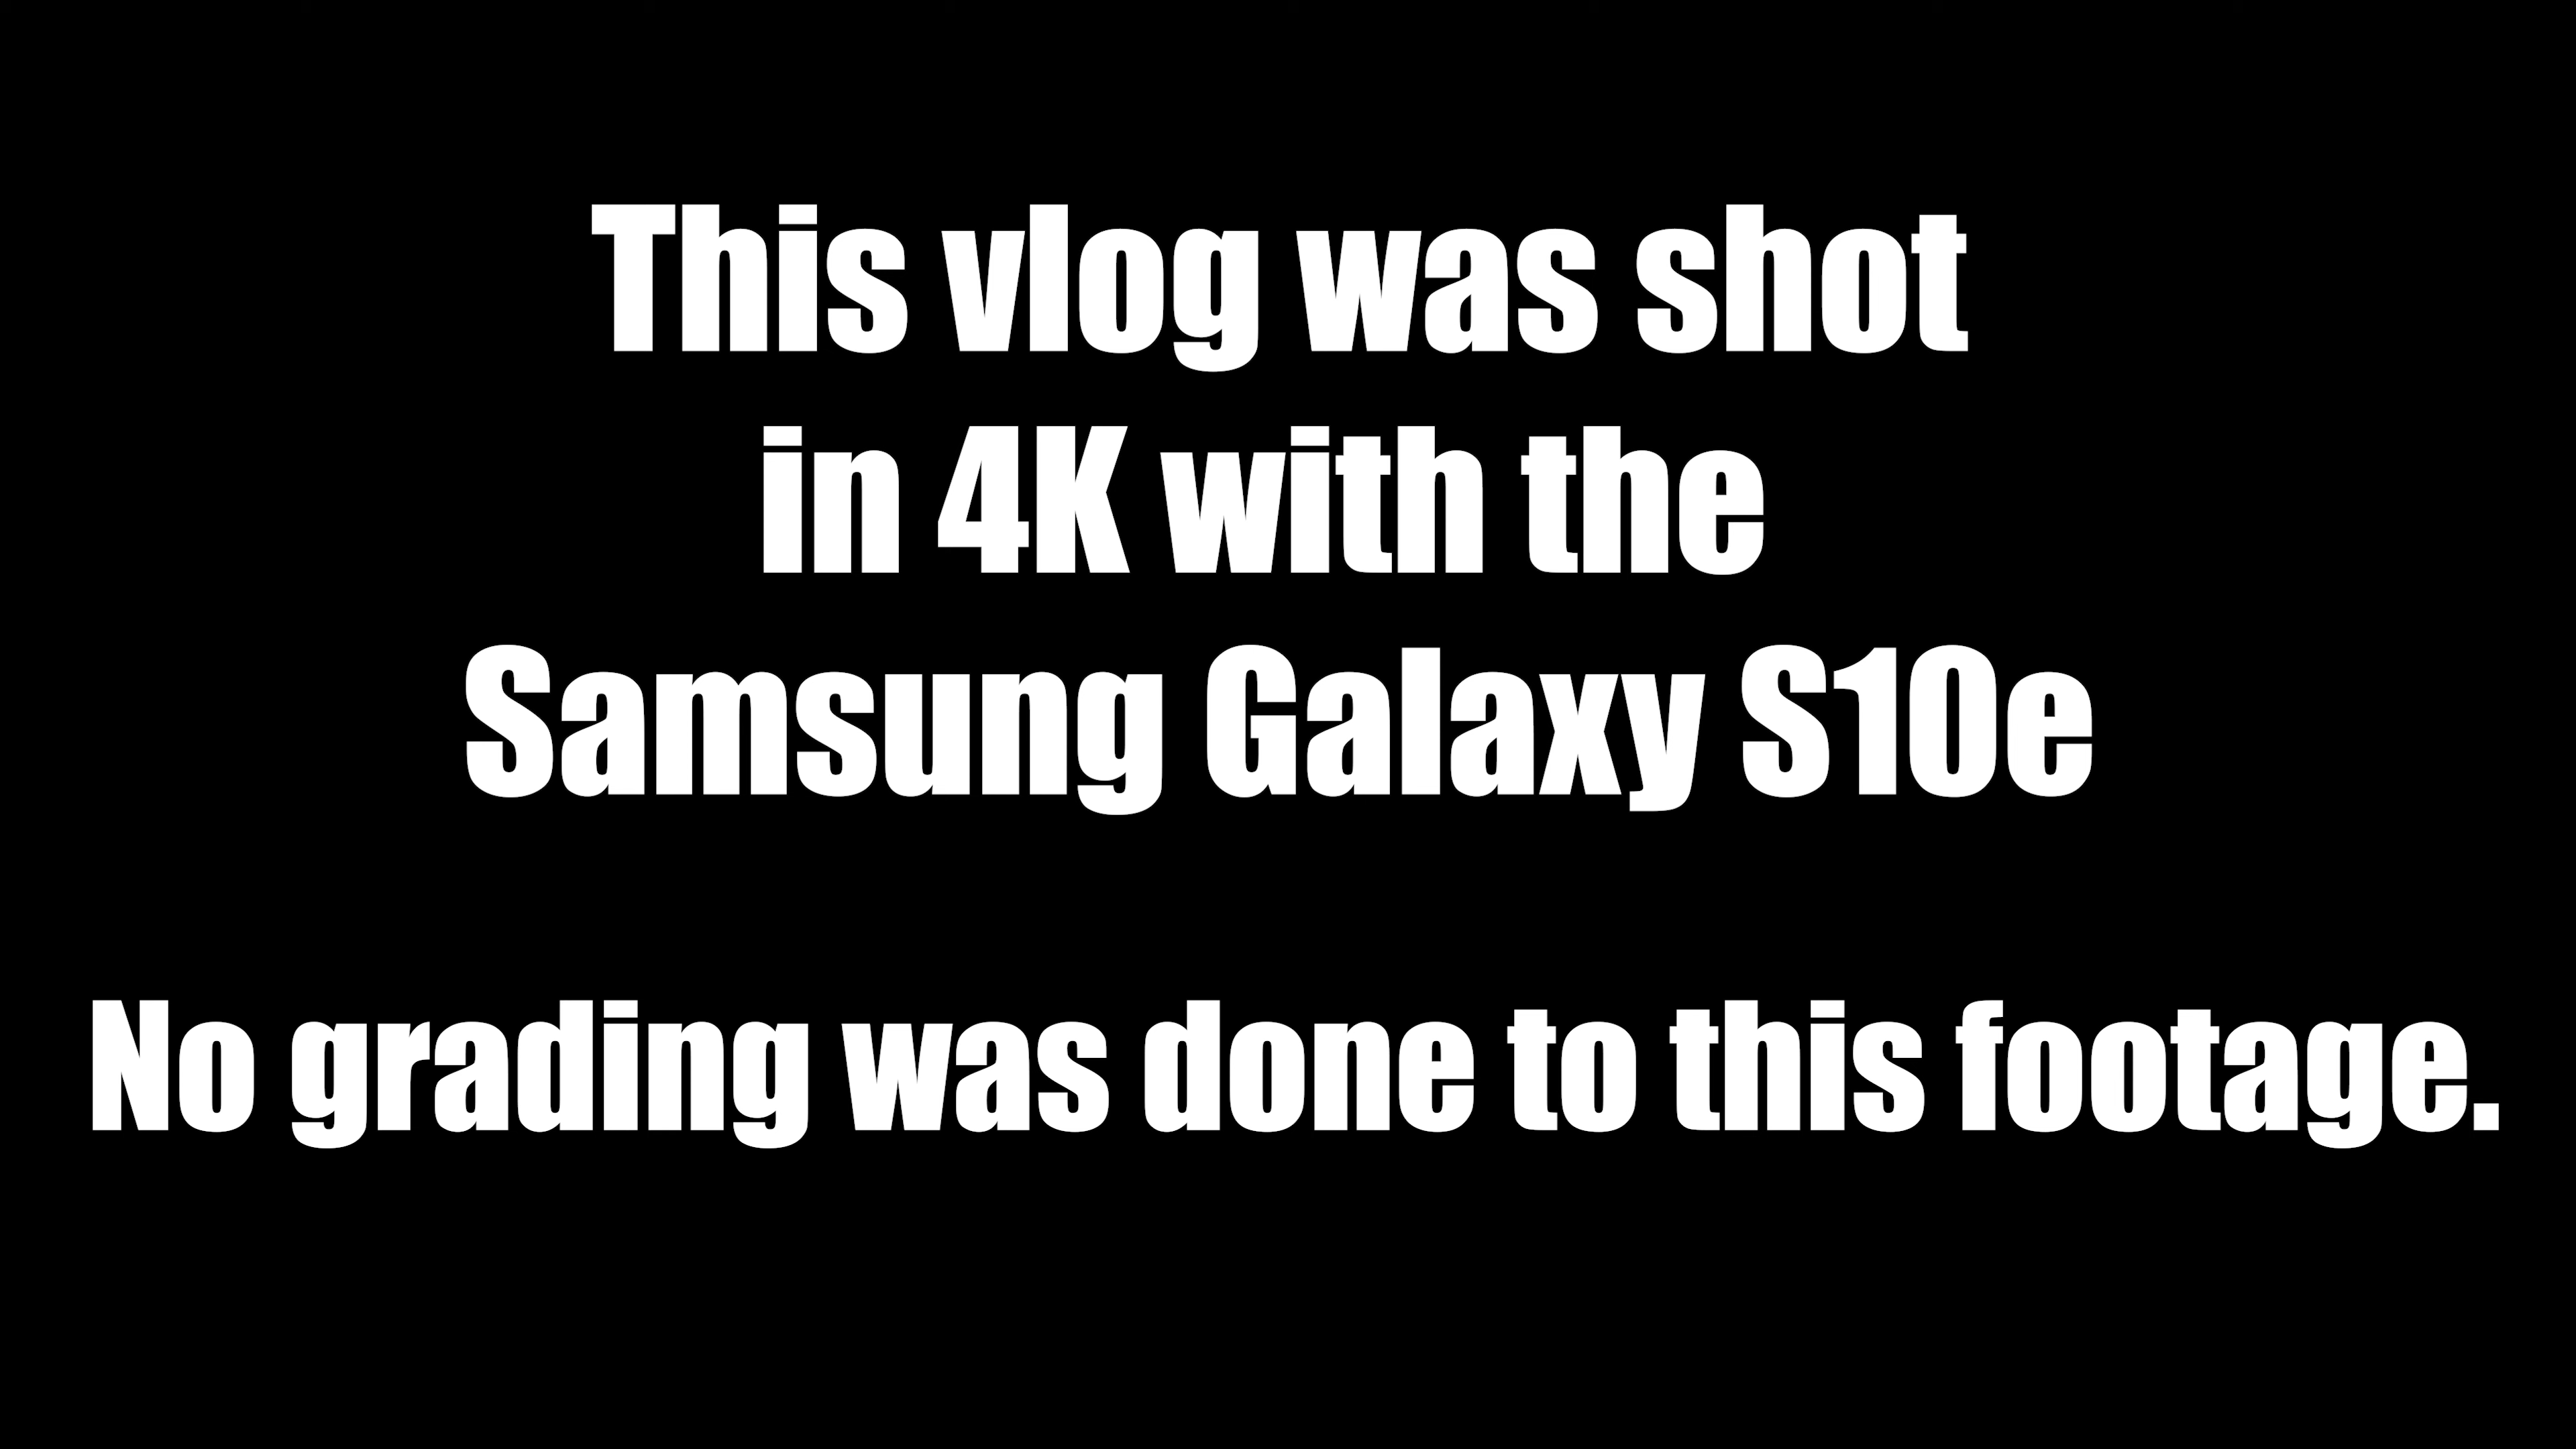 This vlog was shot
in 4K with the
Samsung Galaxy S10e
No grading was done to this footage.